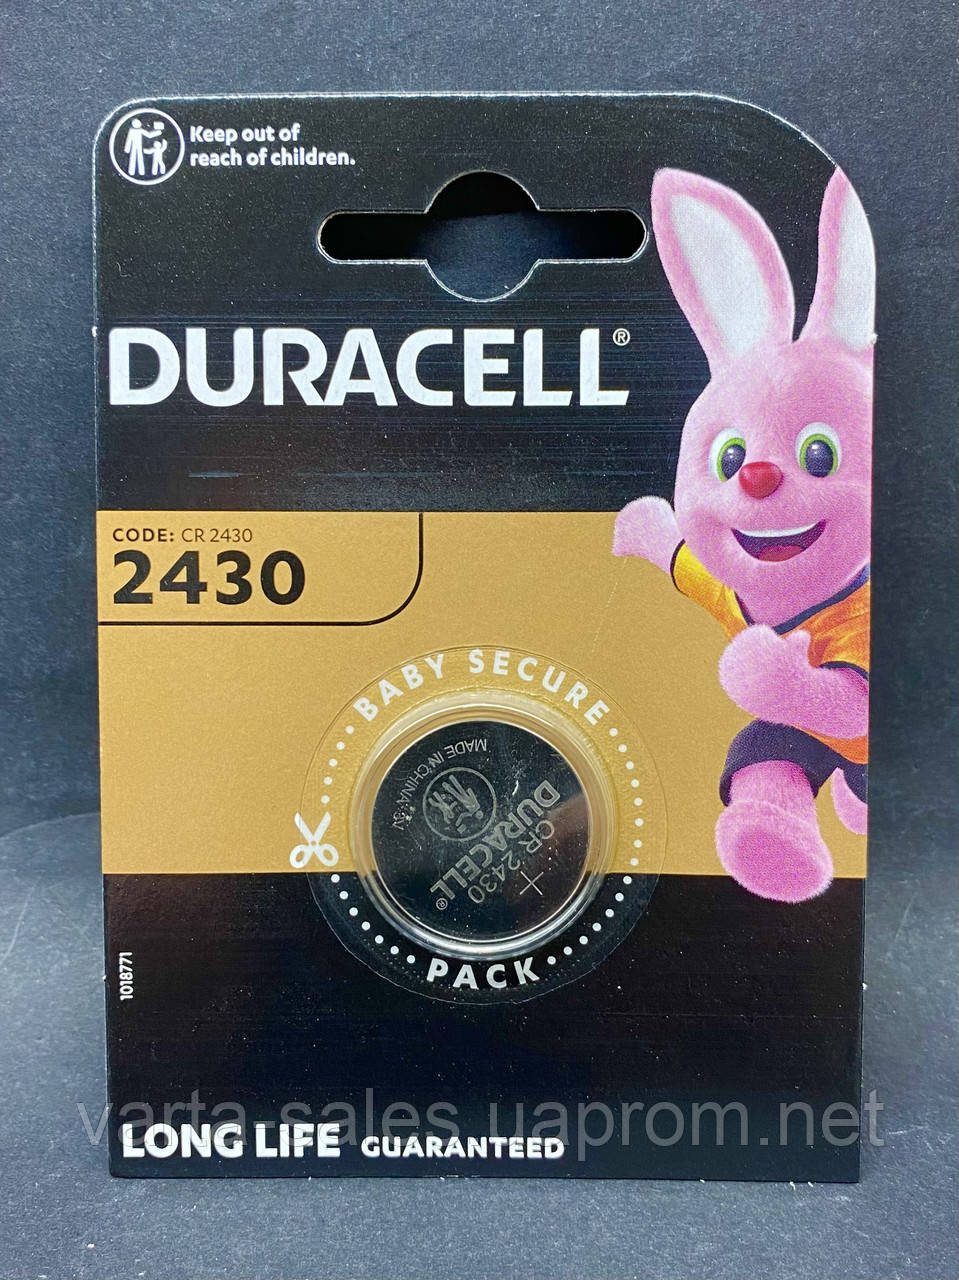 Keep out of
reach of children.
DURACELL®
CODE: CR 2430
2430
BABY SECURE
MADE IN CHINA 3V
DURACELL®
CR 2430
+
PACK
1018771
varta-sales.uaprom.net
LONG LIFE GUARANTEED